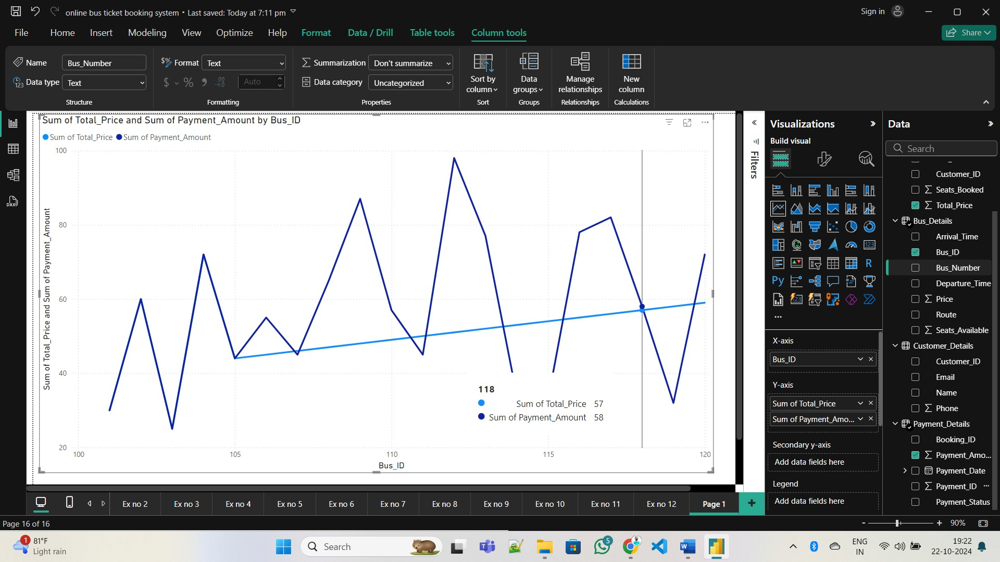 online bus ticket booking system • Last saved: Today at 7:11 pm
Sign in
File Home Insert Modeling View Optimize Help Format Data / Drill Table tools Column tools
Share
Name Bus_Number
Data type Text
Structure
Format Text
$ % Auto
Formatting
Summarization Don't summarize
Data category Uncategorized
Properties
Sort by
column
Sort
Data
groups
Groups
Manage
relationships
Relationships
New
column
Calculations
Sum of Total_Price and Sum of Payment_Amount by Bus_ID
Sum of Total_Price Sum of Payment_Amount
Sum of Total_Price and Sum of Payment_Amount
100
80
60
40
20
100 105 110 115 120
Bus_ID
118
Sum of Total_Price 57
Sum of Payment_Amount 58
Filters
Visualizations
Build visual
123
R
Py
X-axis
Bus_ID
Y-axis
Sum of Total_Price
Sum of Payment_Amo...
Secondary y-axis
Add data fields here
Legend
Add data fields here
Data
Search
Customer_ID
Seats_Booked
Total_Price
Bus_Details
Arrival_Time
Bus_ID
Bus_Number
Departure_Time
Price
Route
Seats_Available
Customer_Details
Customer_ID
Email
Name
Phone
Payment_Details
Booking_ID
Payment_Amo...
Payment_Date
Payment_ID ...
Payment_Status
DAX
Ex no 2 Ex no 3 Ex no 4 Ex no 5 Ex no 6 Ex no 7 Ex no 8 Ex no 9 Ex no 10 Ex no 11 Ex no 12 Page 1 +
Page 16 of 16
- + 90%
1
81°F
Light rain
Search
5
ENG
IN
19:22
22-10-2024